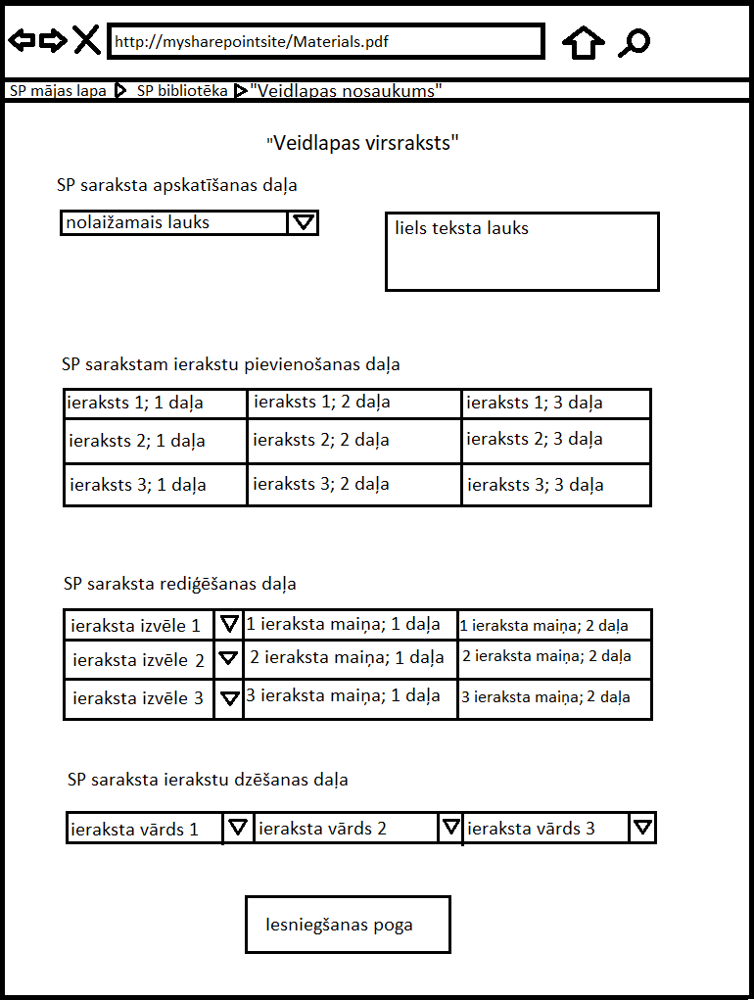 http://mysharepointsite/Materials.pdf
SP mājas lapa SP bibliotēka "Veidlapas nosaukums"
"Veidlapas virsraksts"
SP saraksta apskatīšanas daļa
nolaižamais lauks liels teksta lauks
SP sarakstam ierakstu pievienošanas daļa
ieraksts 1; 1 daļa ieraksts 1; 2 daļa ieraksts 1; 3 daļa
ieraksts 2; 1 daļa ieraksts 2; 2 daļa ieraksts 2; 3 daļa
ieraksts 3; 1 daļa ieraksts 3; 2 daļa ieraksts 3; 3 daļa
SP saraksta rediģēšanas daļa
ieraksta izvēle 1 1 ieraksta maiņa; 1 daļa 1 ieraksta maiņa; 2 daļa
ieraksta izvēle 2 2 ieraksta maiņa; 1 daļa 2 ieraksta maiņa; 2 daļa
ieraksta izvēle 3 3 ieraksta maiņa; 1 daļa 3 ieraksta maiņa; 2 daļa
SP saraksta ierakstu dzēšanas daļa
ieraksta vārds 1 ieraksta vārds 2 ieraksta vārds 3
Iesniegšanas poga